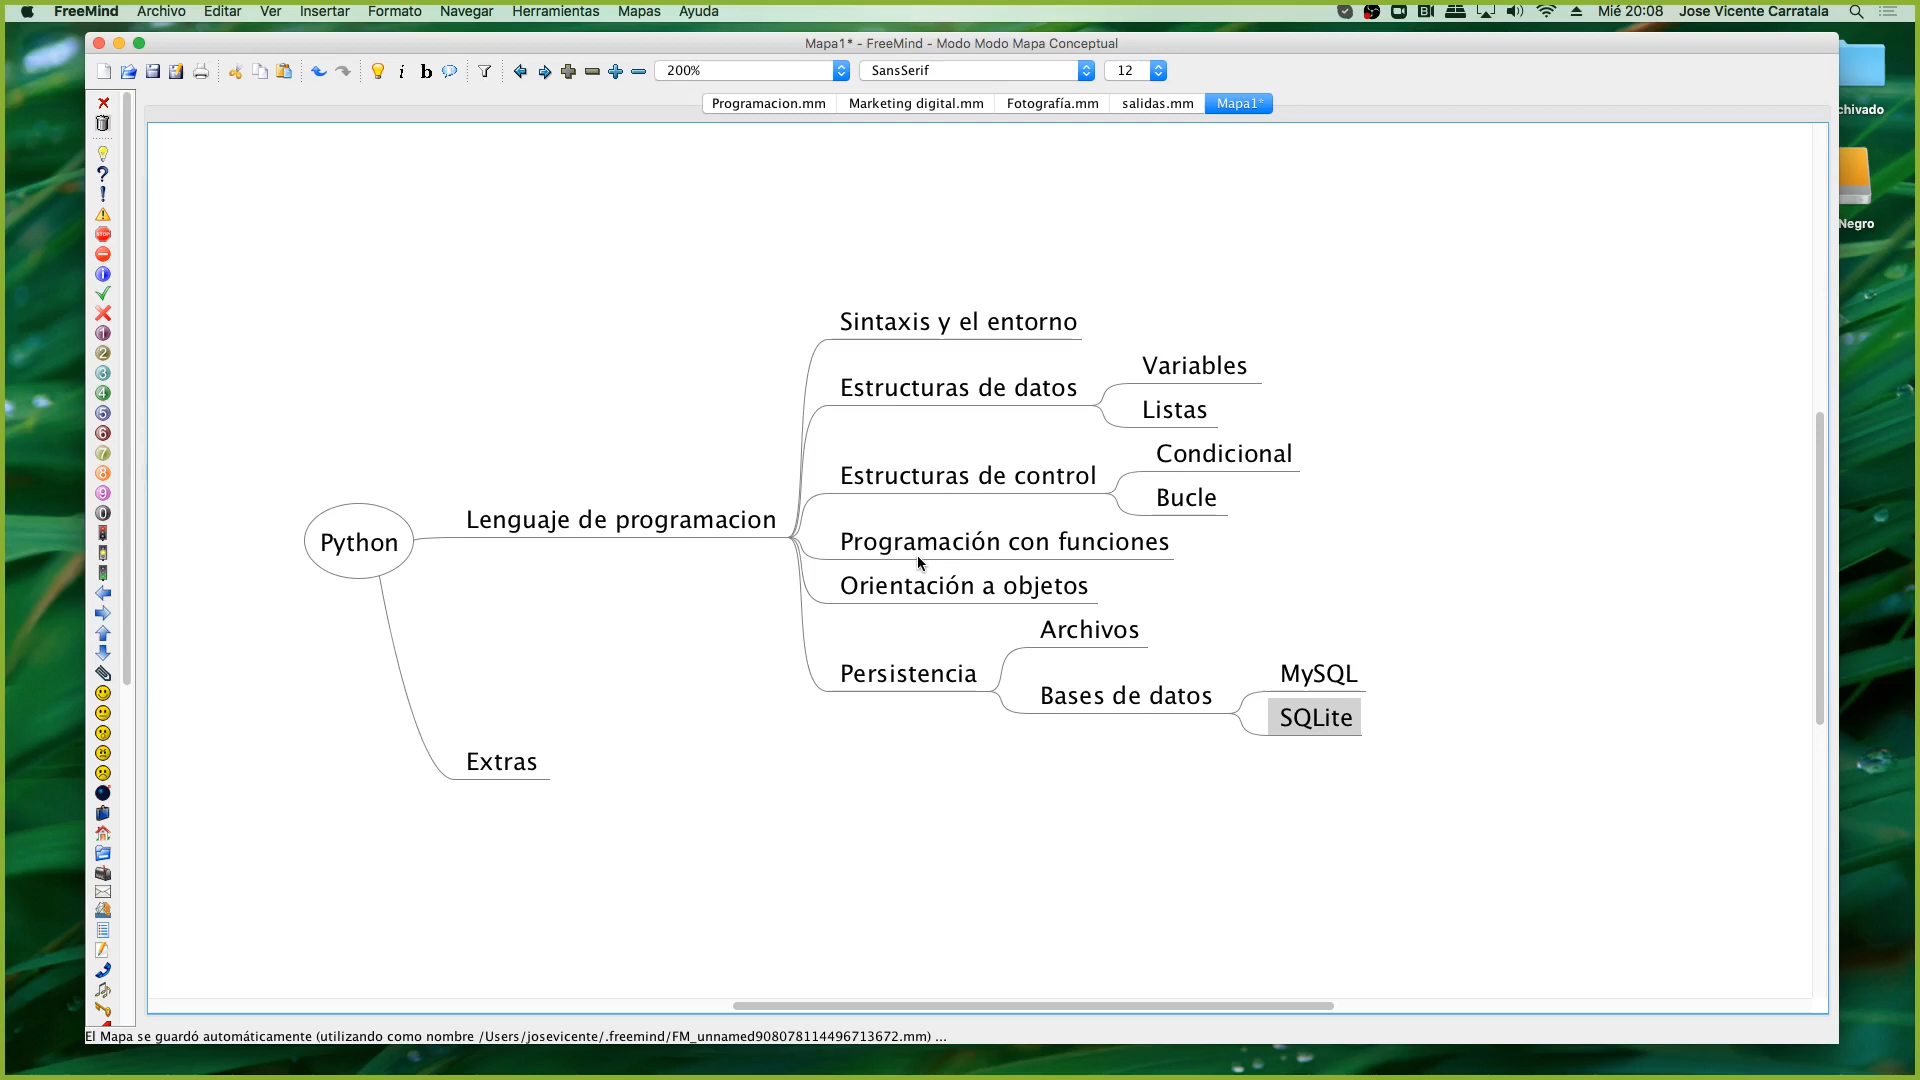 FreeMind Archivo Editar Ver Insertar Formato Navegar Herramientas Mapas Ayuda Mié 20:08 Jose Vicente Carratala
Mapa1* - FreeMind - Modo Modo Mapa Conceptual
200% SansSerif 12
Programacion.mm Marketing digital.mm Fotografía.mm salidas.mm Mapa1*
chivado
Negro
Sintaxis y el entorno
Variables
Estructuras de datos
Listas
Condicional
Estructuras de control
Bucle
Lenguaje de programacion
Python
Programación con funciones
Orientación a objetos
Archivos
Persistencia
MySQL
Bases de datos
SQLite
Extras
El Mapa se guardó automáticamente (utilizando como nombre /Users/josevicente/.freemind/FM_unnamed908078114496713672.mm) ...